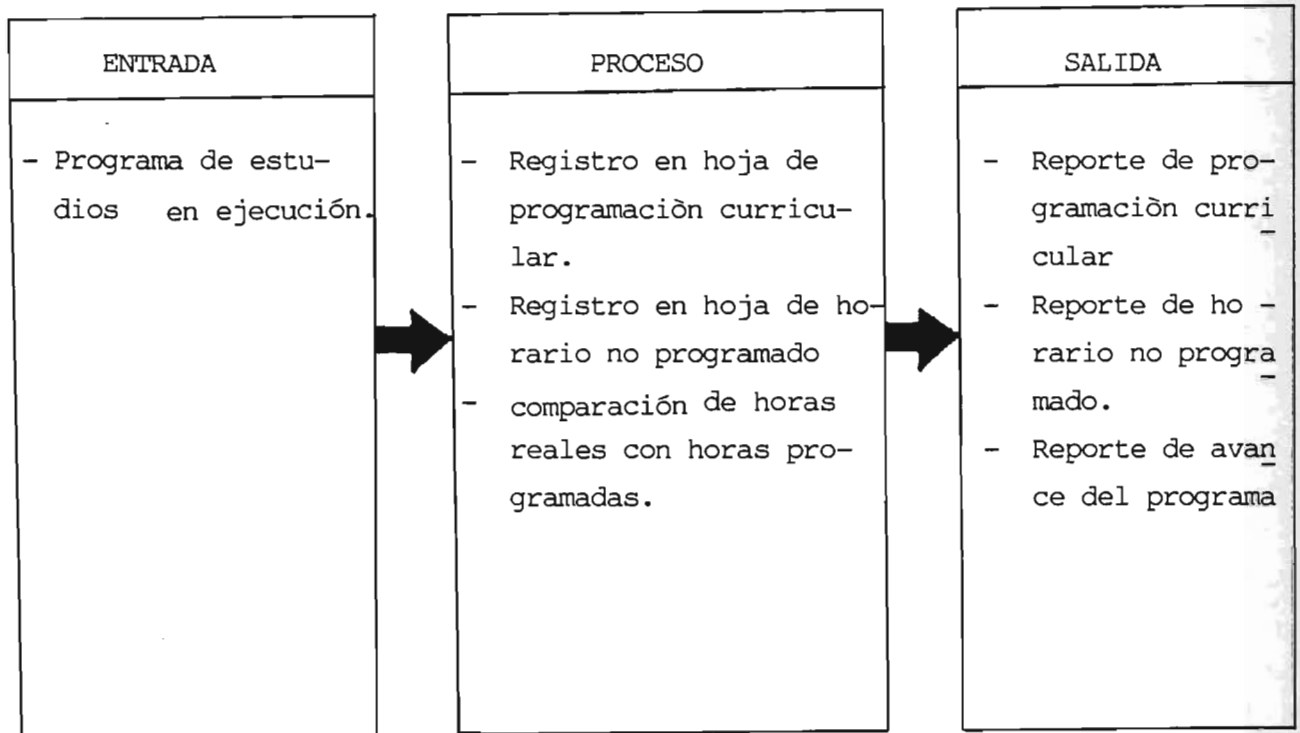 ENTRADA
- Programa de estu-
dios en ejecución.
PROCESO
- Registro en hoja de
programaciòn curricu-
lar.
- Registro en hoja de ho-
rario no programado
- comparación de horas
reales con horas pro-
gramadas.
SALIDA
- Reporte de pro-
gramaciòn curri
cular
- Reporte de ho -
rario no progra
mado.
- Reporte de avan
ce del programa